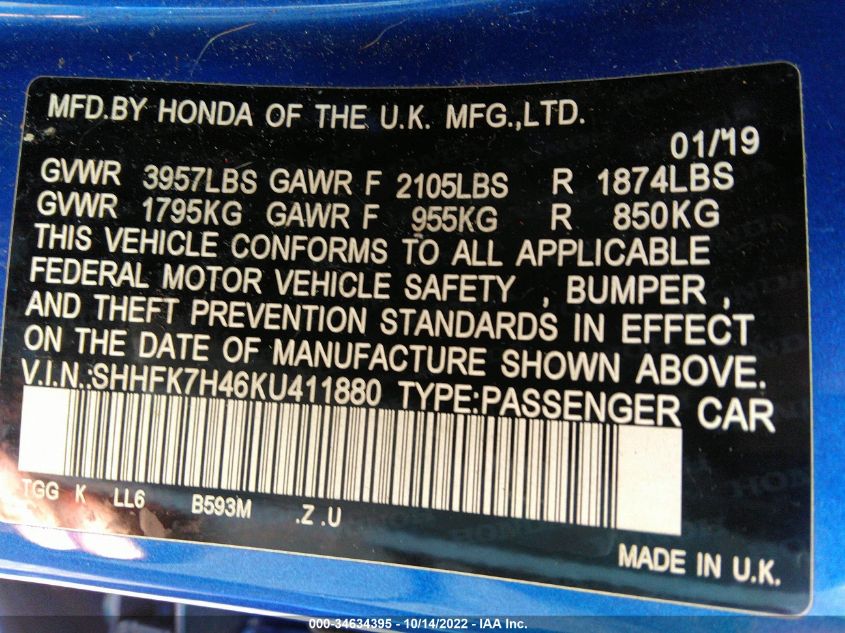 MFD.BY HONDA OF THE U.K. MFG.,LTD.
01/'19
GVWR 3957LBS GAWR F 2105LBS R 1874LBS
GVWR 1795KG GAWR F 955KG R 850KG
THIS VEHICLE CONFORMS TO ALL APPLICABLE
FEDERAL MOTOR VEHICLE SAFETY , BUMPER ,
AND THEFT PREVENTION STANDARDS IN EFFECT
ON THE DATE OF MANUFACTURE SHOWN ABOVE.
V.I.N.:SHHFK7H46KU411880 TYPE:PASSENGER CAR
TGG K LL6 B593M .Z .U
MADE IN U.K.
000-34634395 - 10/14/2022 - IAA Inc.